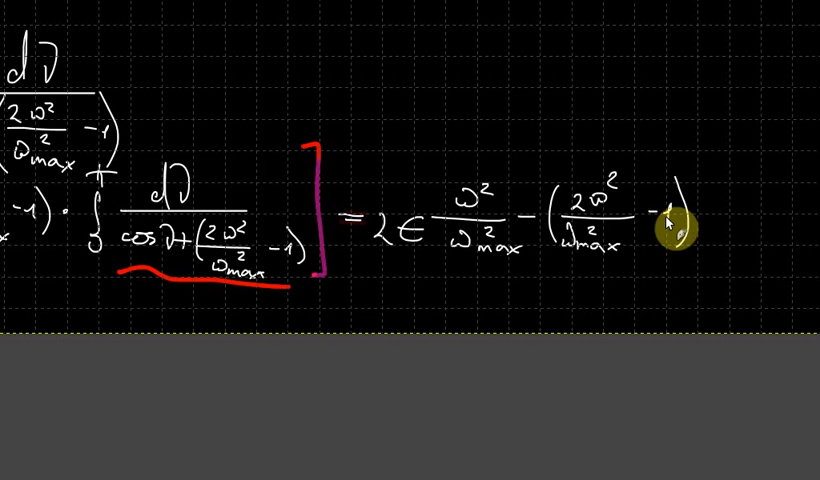 dϑ
(2ω²/ω²max −1)
−1) · ∫ dϑ/(cosϑ+(2ω²/ω²max −1)) ] = 2ϵ ω²/ω²max − (2ω²/ω²max −1)